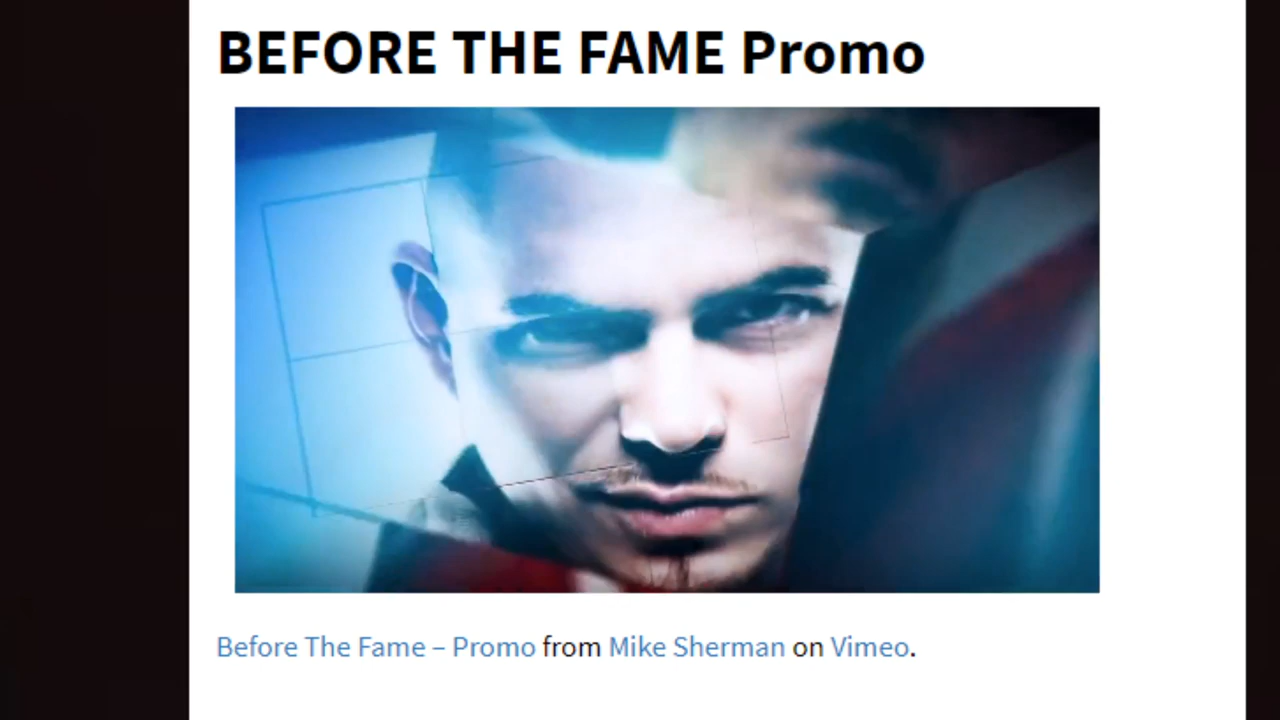 BEFORE THE FAME Promo
Before The Fame – Promo from Mike Sherman on Vimeo.